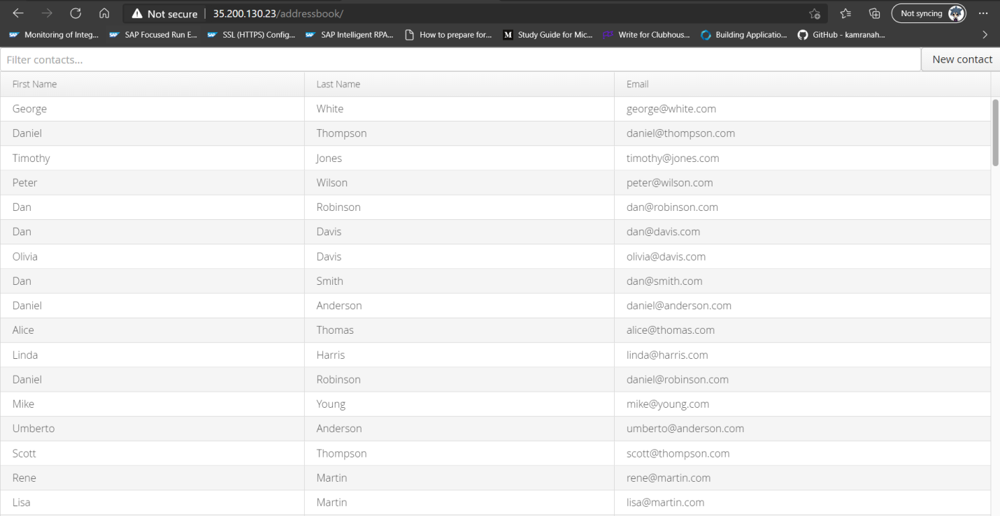 Not secure | 35.200.130.23/addressbook/ Not syncing
Monitoring of Integ... SAP Focused Run E... SSL (HTTPS) Config... SAP Intelligent RPA... How to prepare for... Study Guide for Mic... Write for Clubhous... Building Applicatio... GitHub - kamranah...
Filter contacts... New contact
First Name Last Name Email
George White george@white.com
Daniel Thompson daniel@thompson.com
Timothy Jones timothy@jones.com
Peter Wilson peter@wilson.com
Dan Robinson dan@robinson.com
Dan Davis dan@davis.com
Olivia Davis olivia@davis.com
Dan Smith dan@smith.com
Daniel Anderson daniel@anderson.com
Alice Thomas alice@thomas.com
Linda Harris linda@harris.com
Daniel Robinson daniel@robinson.com
Mike Young mike@young.com
Umberto Anderson umberto@anderson.com
Scott Thompson scott@thompson.com
Rene Martin rene@martin.com
Lisa Martin lisa@martin.com